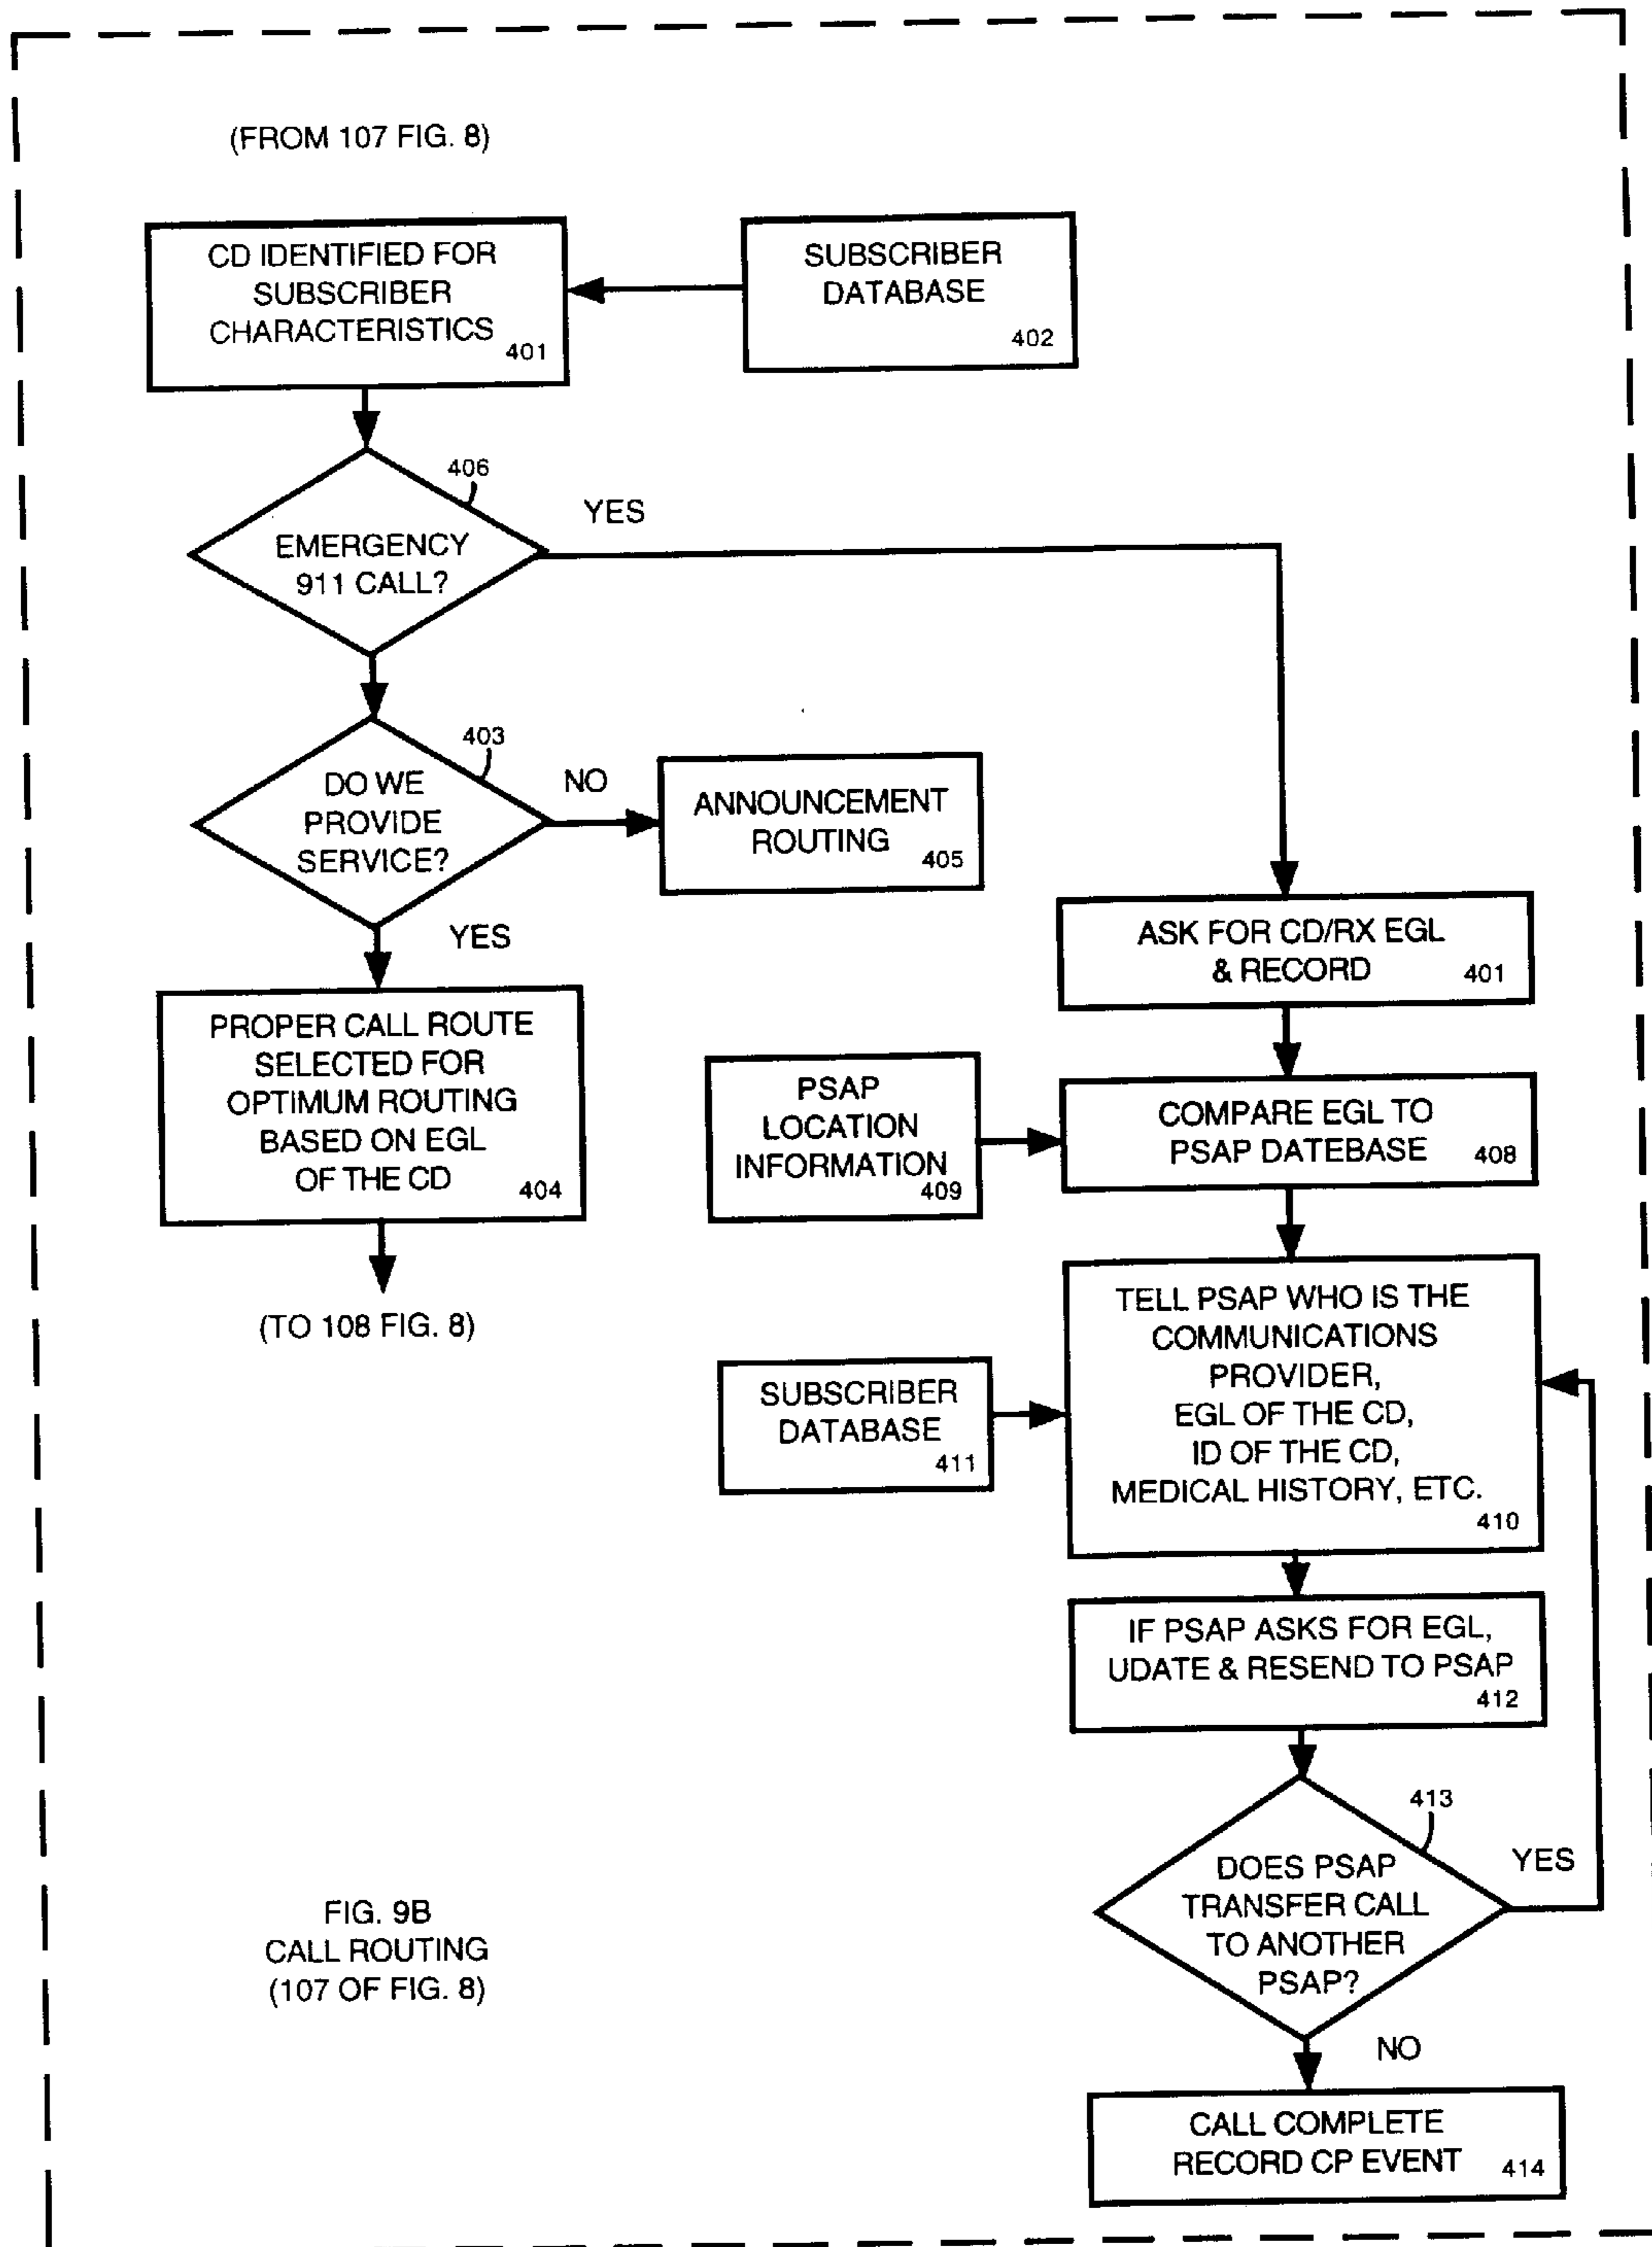 (FROM 107 FIG. 8)
CD IDENTIFIED FOR
SUBSCRIBER
CHARACTERISTICS
401
SUBSCRIBER
DATABASE
402
406
YES
EMERGENCY
911 CALL?
403
DO WE
PROVIDE
SERVICE?
NO
ANNOUNCEMENT
ROUTING
405
YES
PROPER CALL ROUTE
SELECTED FOR
OPTIMUM ROUTING
BASED ON EGL
OF THE CD
404
(TO 108 FIG. 8)
ASK FOR CD/RX EGL
& RECORD
401
PSAP
LOCATION
INFORMATION
409
COMPARE EGL TO
PSAP DATEBASE
408
SUBSCRIBER
DATABASE
411
TELL PSAP WHO IS THE
COMMUNICATIONS
PROVIDER,
EGL OF THE CD,
ID OF THE CD,
MEDICAL HISTORY, ETC.
410
IF PSAP ASKS FOR EGL,
UDATE & RESEND TO PSAP
412
413
DOES PSAP
TRANSFER CALL
TO ANOTHER
PSAP?
YES
NO
CALL COMPLETE
RECORD CP EVENT
414
FIG. 9B
CALL ROUTING
(107 OF FIG. 8)